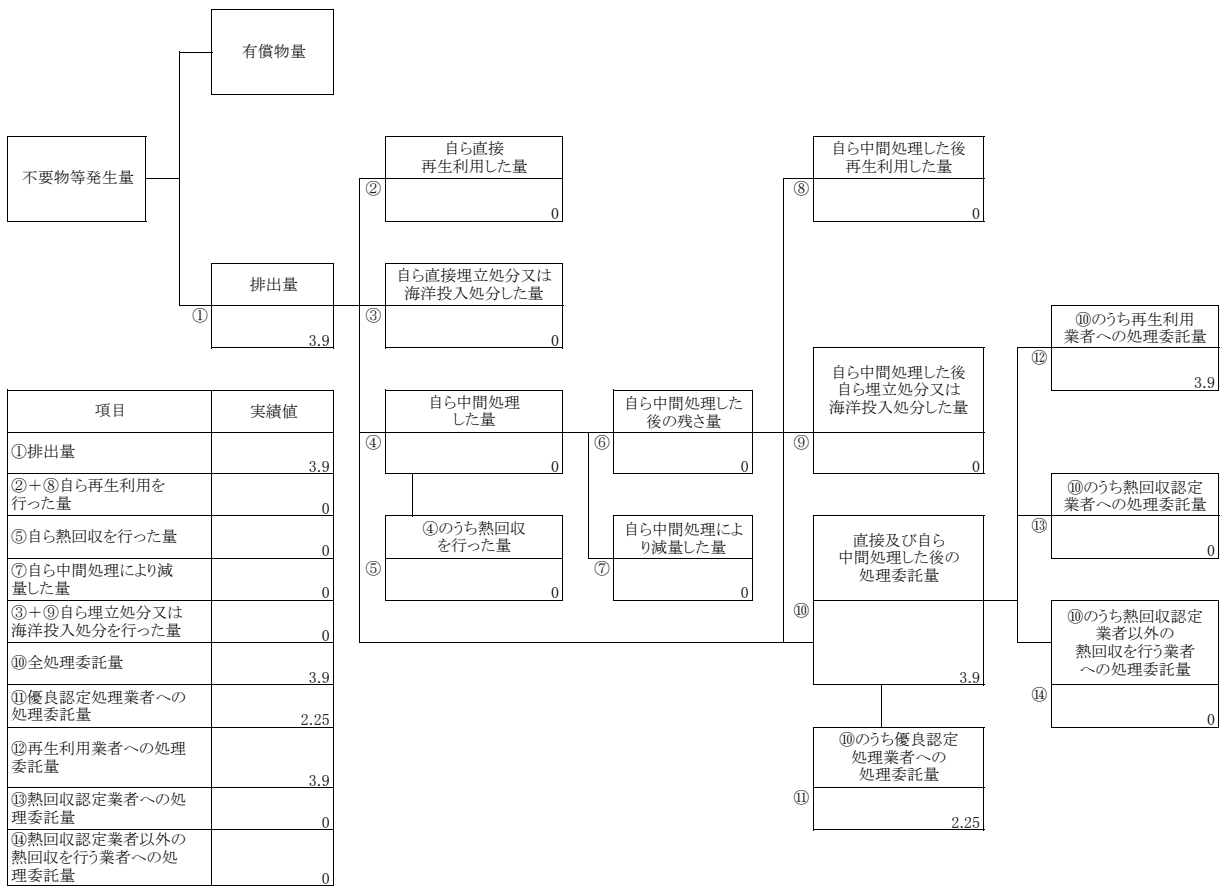 有償物量
不要物等発生量
排出量
①
3.9
自ら直接
再生利用した量
②
0
自ら直接埋立処分又は
海洋投入処分した量
③
0
自ら中間処理
した量
④
0
④のうち熱回収
を行った量
⑤
0
自ら中間処理した
後の残さ量
⑥
0
自ら中間処理によ
り減量した量
⑦
0
自ら中間処理した後
再生利用した量
⑧
0
自ら中間処理した後
自ら埋立処分又は
海洋投入処分した量
⑨
0
直接及び自ら
中間処理した後の
処理委託量
⑩
3.9
⑩のうち優良認定
処理業者への
処理委託量
⑪
2.25
⑩のうち再生利用
業者への処理委託量
⑫
3.9
⑩のうち熱回収認定
業者への処理委託量
⑬
0
⑩のうち熱回収認定
業者以外の
熱回収を行う業者
への処理委託量
⑭
0
項目 実績値
①排出量 3.9
②+⑧自ら再生利用を
行った量 0
⑤自ら熱回収を行った量 0
⑦自ら中間処理により減
量した量 0
③+⑨自ら埋立処分又は
海洋投入処分を行った量 0
⑩全処理委託量 3.9
⑪優良認定処理業者への
処理委託量 2.25
⑫再生利用業者への処理
委託量 3.9
⑬熱回収認定業者への処
理委託量 0
⑭熱回収認定業者以外の
熱回収を行う業者への処
理委託量 0